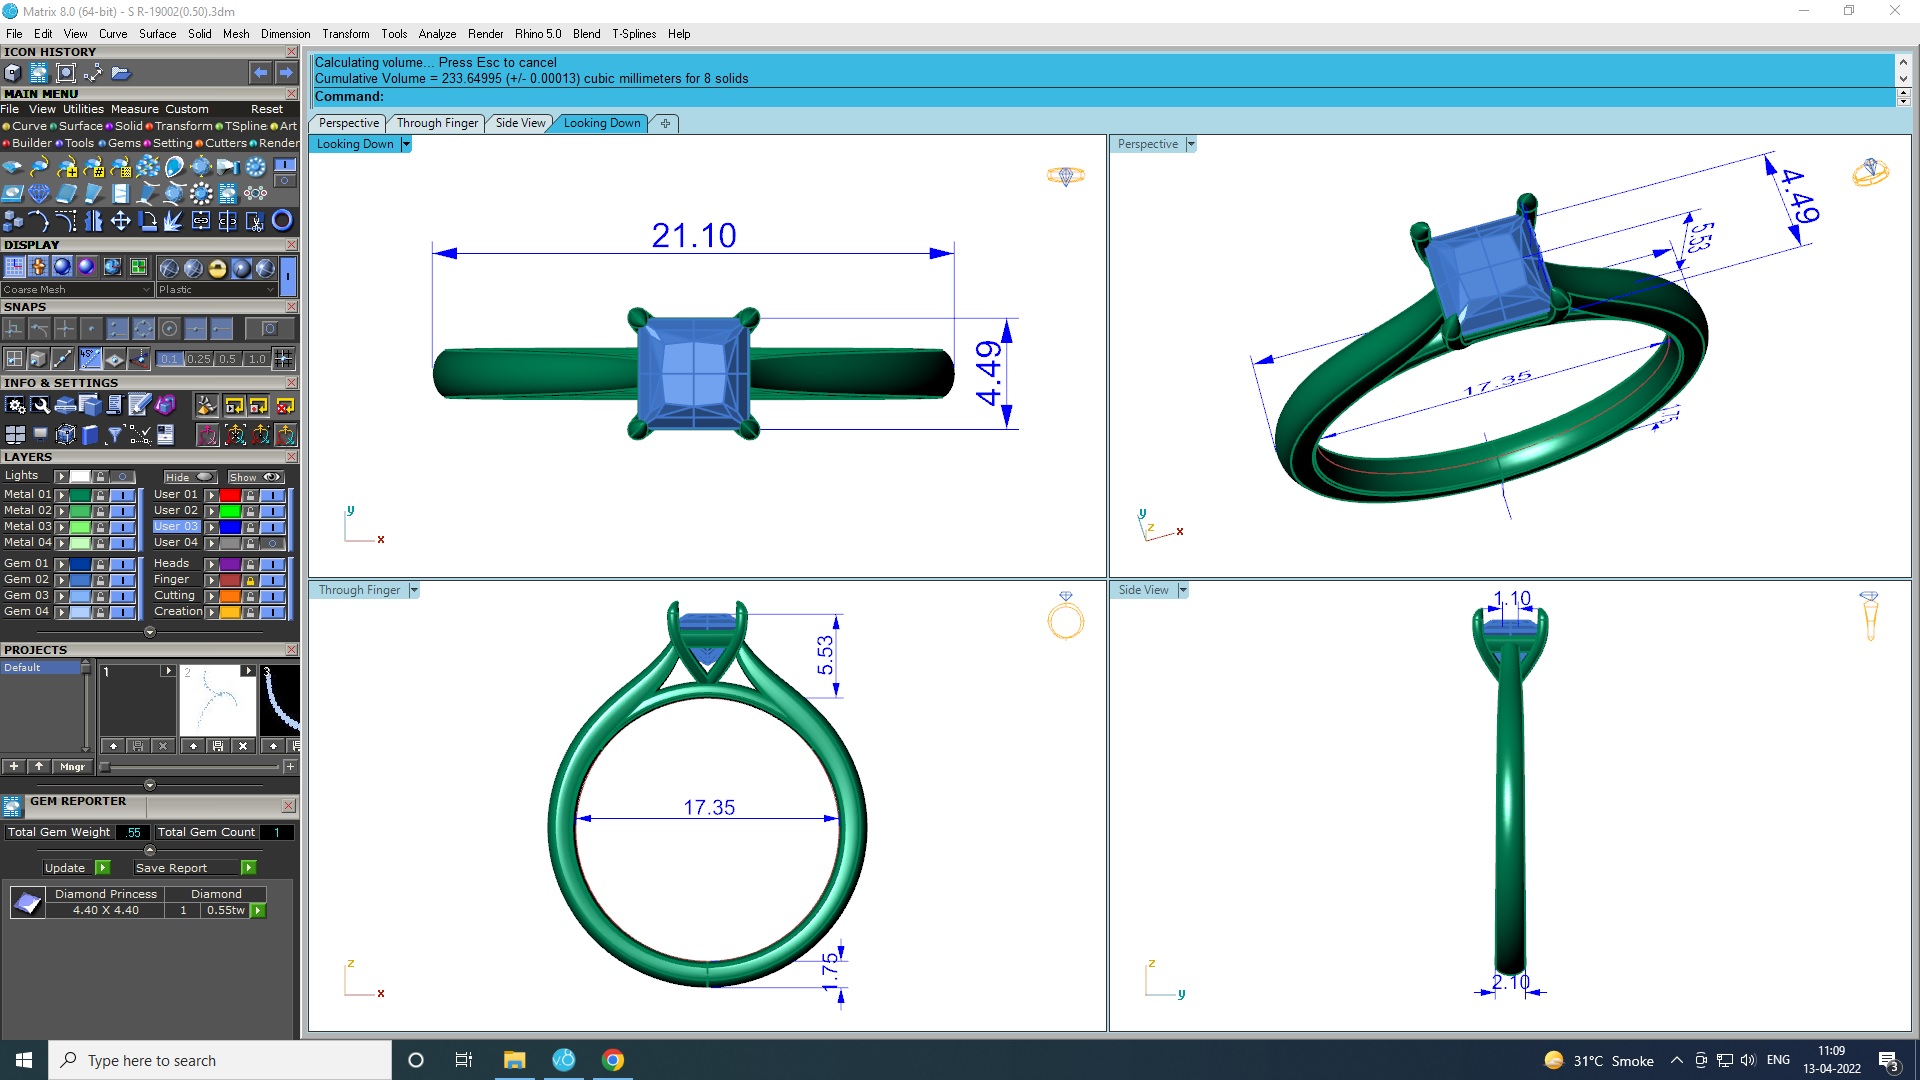 Matrix 8.0 (64-bit) - S R-19002(0.50).3dm
File Edit View Curve Surface Solid Mesh Dimension Transform Tools Analyze Render Rhino 5.0 Blend T-Splines Help
ICON HISTORY
MAIN MENU
File View Utilities Measure Custom Reset
Curve Surface Solid Transform TSpline Art
Builder Tools Gems Setting Cutters Render
DISPLAY
Coarse Mesh Plastic
SNAPS
45° 0.1 0.25 0.5 1.0
INFO & SETTINGS
LAYERS
Lights Hide Show
Metal 01 User 01
Metal 02 User 02
Metal 03 User 03
Metal 04 User 04
Gem 01 Heads
Gem 02 Finger
Gem 03 Cutting
Gem 04 Creation
PROJECTS
Default 1 2 3
Mngr
GEM REPORTER
Total Gem Weight .55 Total Gem Count 1
Update Save Report
Diamond Princess Diamond
4.40 X 4.40 1 0.55tw
Calculating volume... Press Esc to cancel
Cumulative Volume = 233.64995 (+/- 0.00013) cubic millimeters for 8 solids
Command:
Perspective Through Finger Side View Looking Down
Looking Down
21.10
4.49
y
x
Perspective
4.49
5.53
17.35
1.75
y
z
x
Through Finger
5.53
17.35
1.75
z
x
Side View
1.10
2.10
z
y
Type here to search
31°C Smoke
ENG
11:09
13-04-2022
3